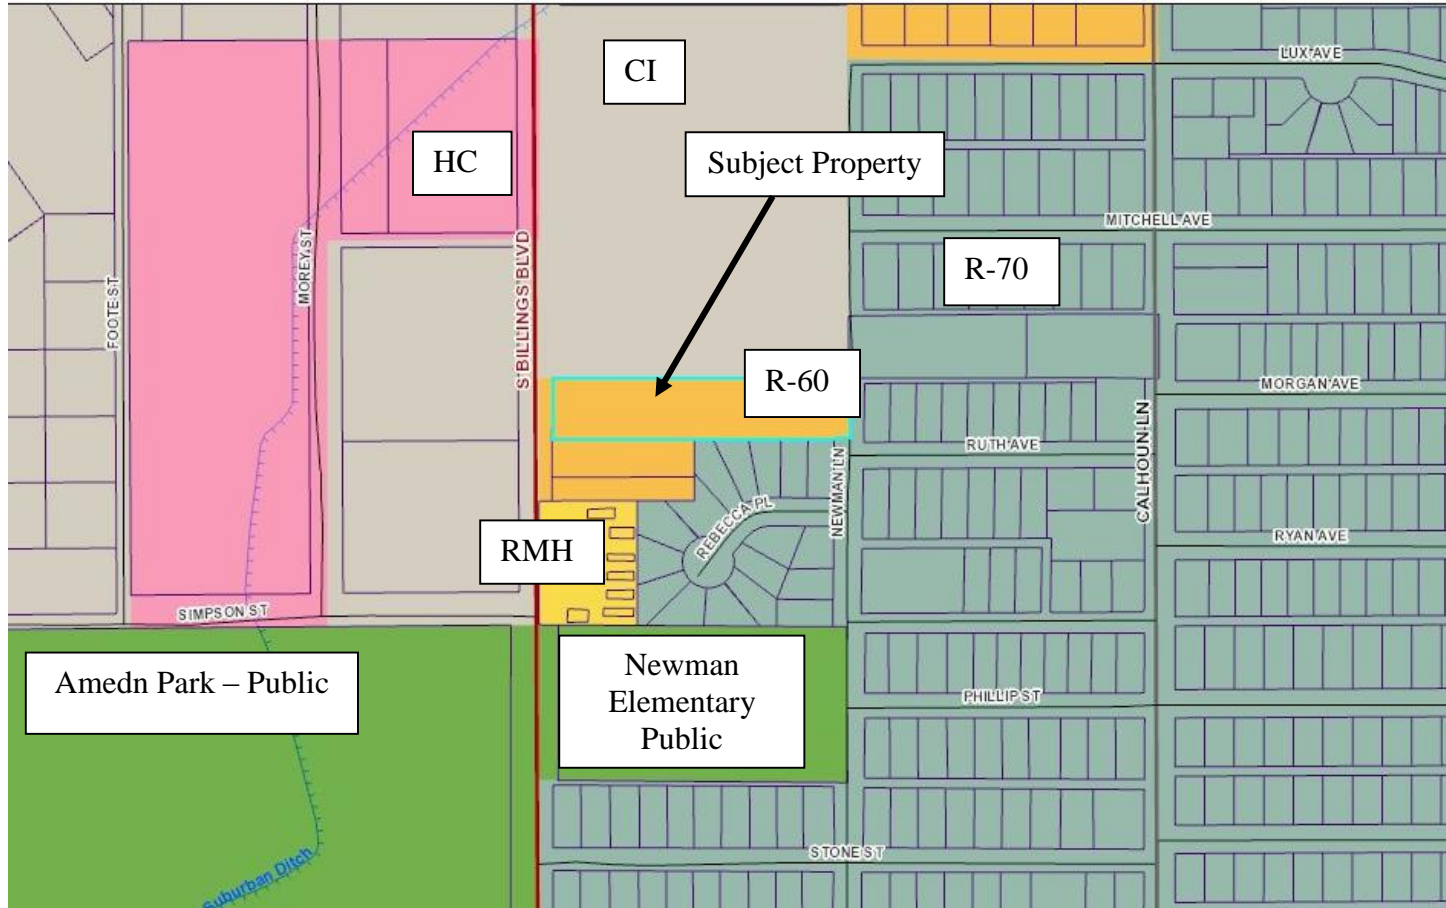 LUX AVE
CI
HC
Subject Property
MITCHELL AVE
R-70
MOREY ST
FOOTE ST
S BILLINGS BLVD
R-60
MORGAN AVE
CALHOUN LN
RUTH AVE
NEWMAN LN
REBECCA PL
RYAN AVE
RMH
SIMPSON ST
Amedn Park – Public
Newman
Elementary
Public
PHILLIP ST
STONE ST
Suburban Ditch